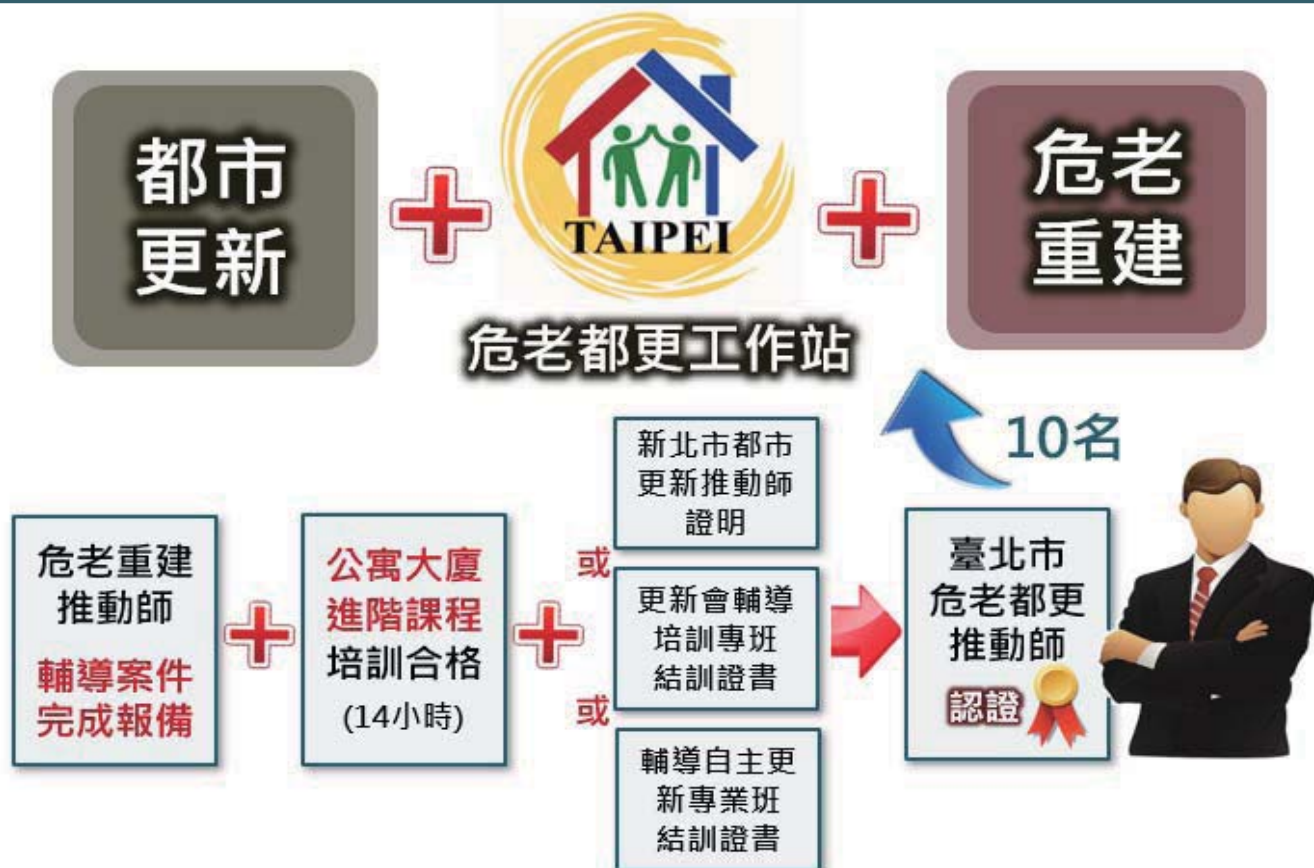 都市
更新
TAIPEI
危老都更工作站
危老
重建
10名
危老重建
推動師
輔導案件
完成報備
公寓大廈
進階課程
培訓合格
(14小時)
新北市都市
更新推動師
證明
或
更新會輔導
培訓專班
結訓證書
或
輔導自主更
新專業班
結訓證書
臺北市
危老都更
推動師
認證